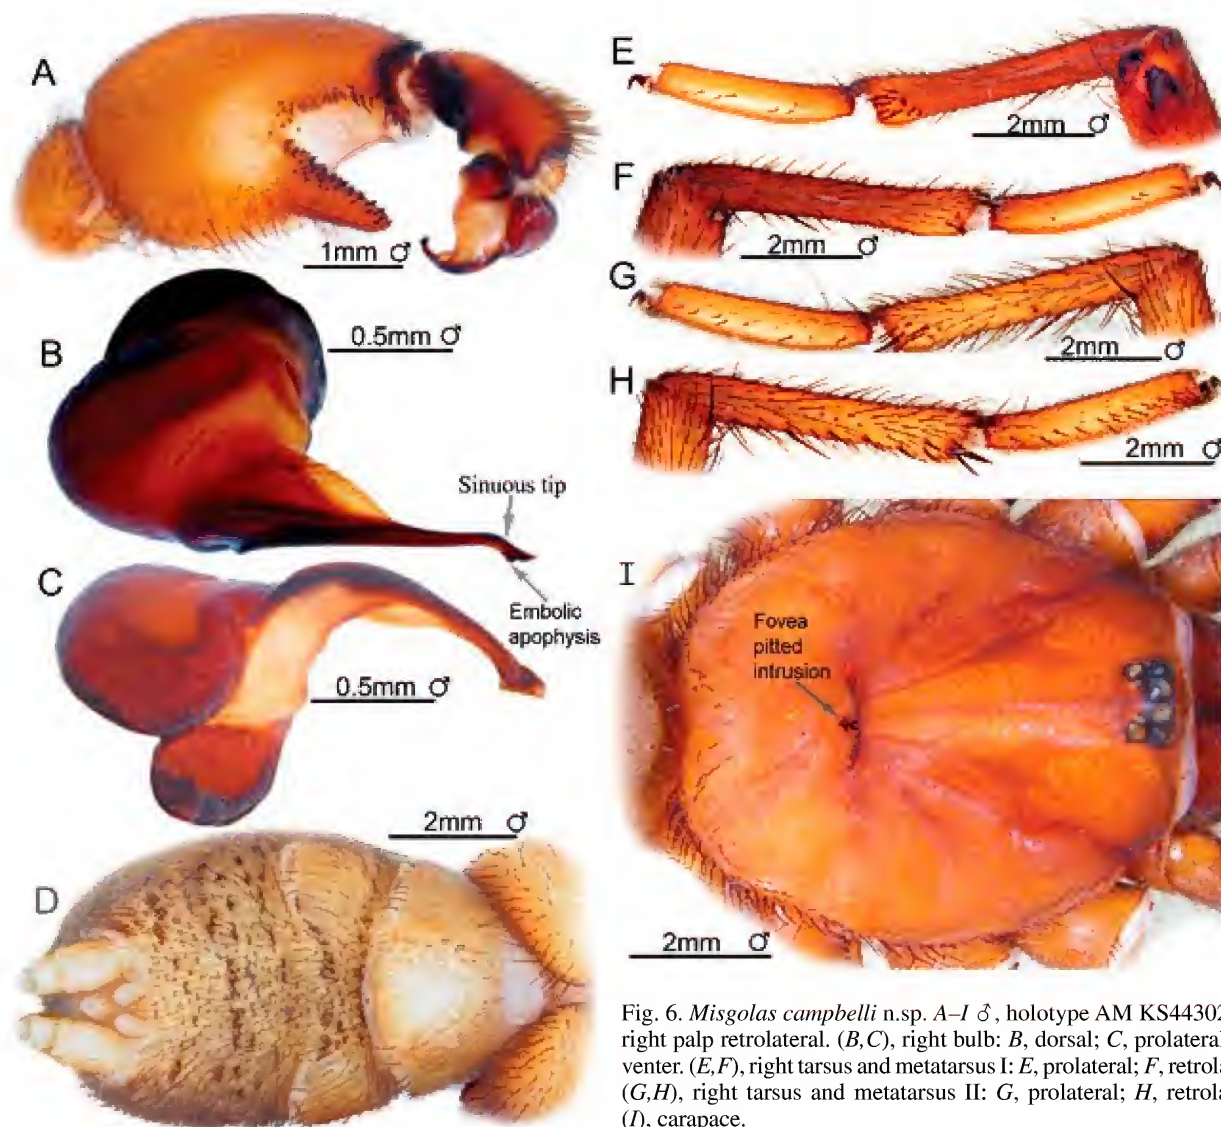 A
1mm ♂
B
0.5mm ♂
Sinuous tip
Embolic
apophysis
C
0.5mm ♂
D
2mm ♂
E
2mm ♂
F
2mm ♂
G
2mm ♂
H
2mm ♂
I
Fovea
pitted
intrusion
2mm ♂
Fig. 6. Misgolas campbelli n.sp. A–I ♂, holotype AM KS44302
right palp retrolateral. (B,C), right bulb: B, dorsal; C, prolateral
venter. (E,F), right tarsus and metatarsus I: E, prolateral; F, retrola
(G,H), right tarsus and metatarsus II: G, prolateral; H, retrola
(I), carapace.